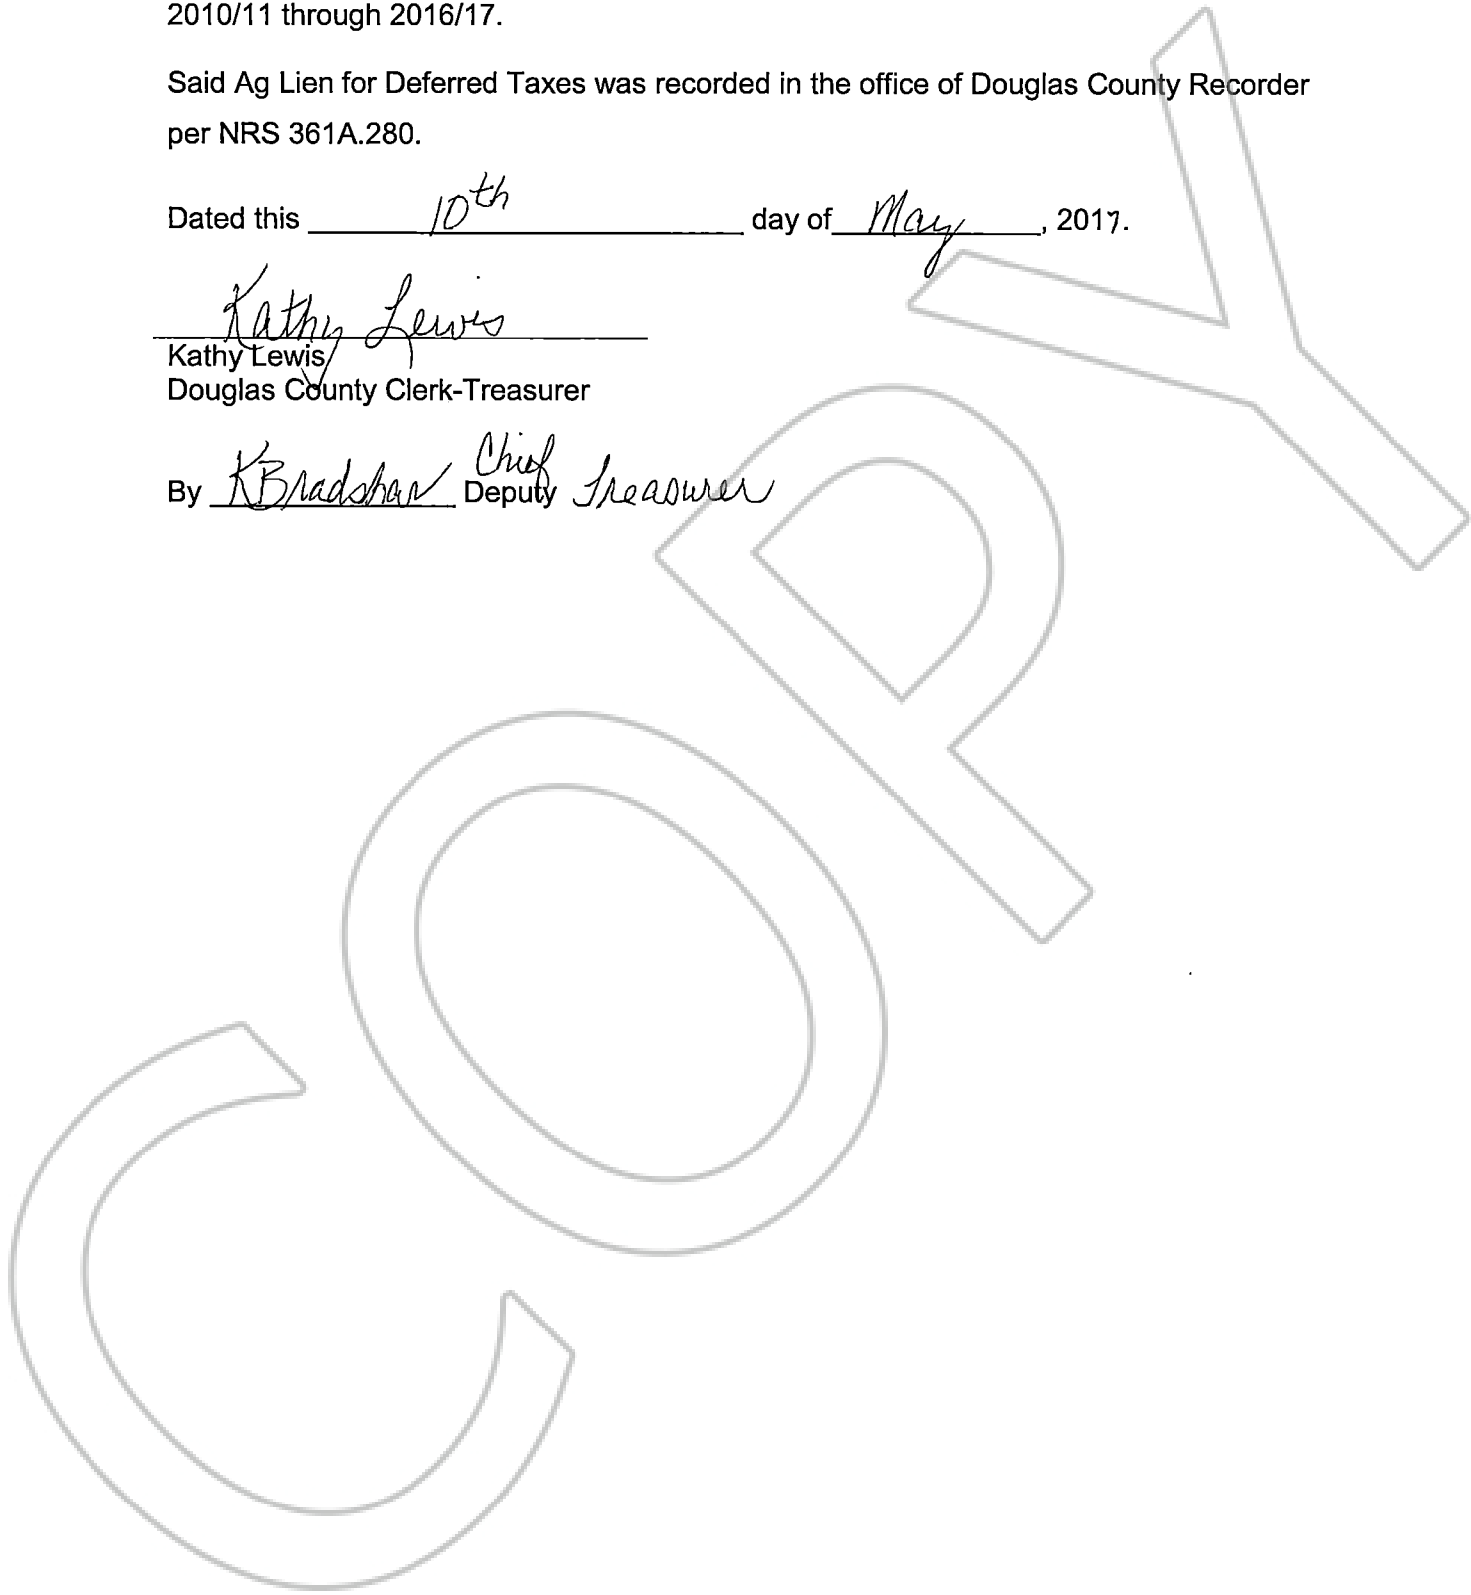 2010/11 through 2016/17.
Said Ag Lien for Deferred Taxes was recorded in the office of Douglas County Recorder
per NRS 361A.280.
Dated this 10th day of May, 2017.
Kathy Lewis
Kathy Lewis
Douglas County Clerk-Treasurer
By KBradshaw Chief Deputy Treasurer
COPY